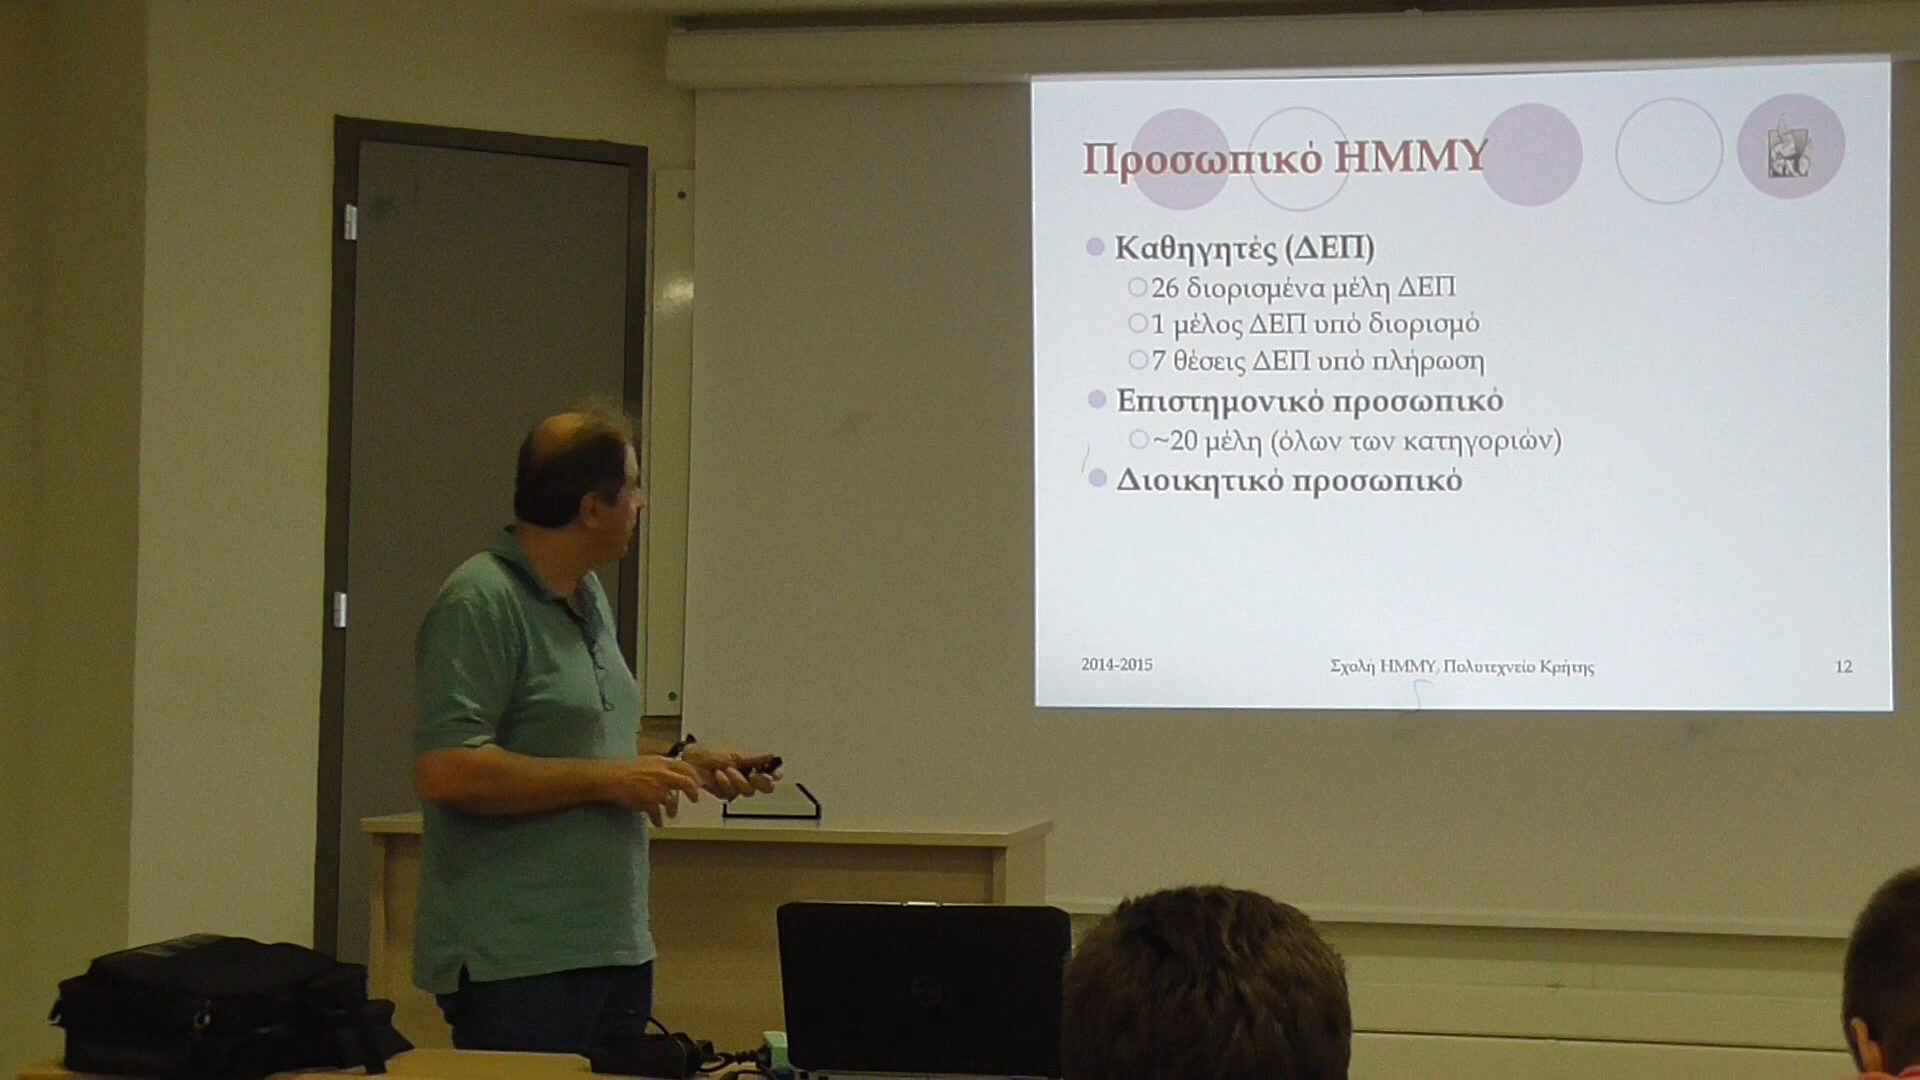 Προσωπικό ΗΜΜΥ
Καθηγητές (ΔΕΠ)
26 διορισμένα μέλη ΔΕΠ
1 μέλος ΔΕΠ υπό διορισμό
7 θέσεις ΔΕΠ υπό πλήρωση
Επιστημονικό προσωπικό
~20 μέλη (όλων των κατηγοριών)
Διοικητικό προσωπικό
2014-2015 Σχολή ΗΜΜΥ, Πολυτεχνείο Κρήτης 12